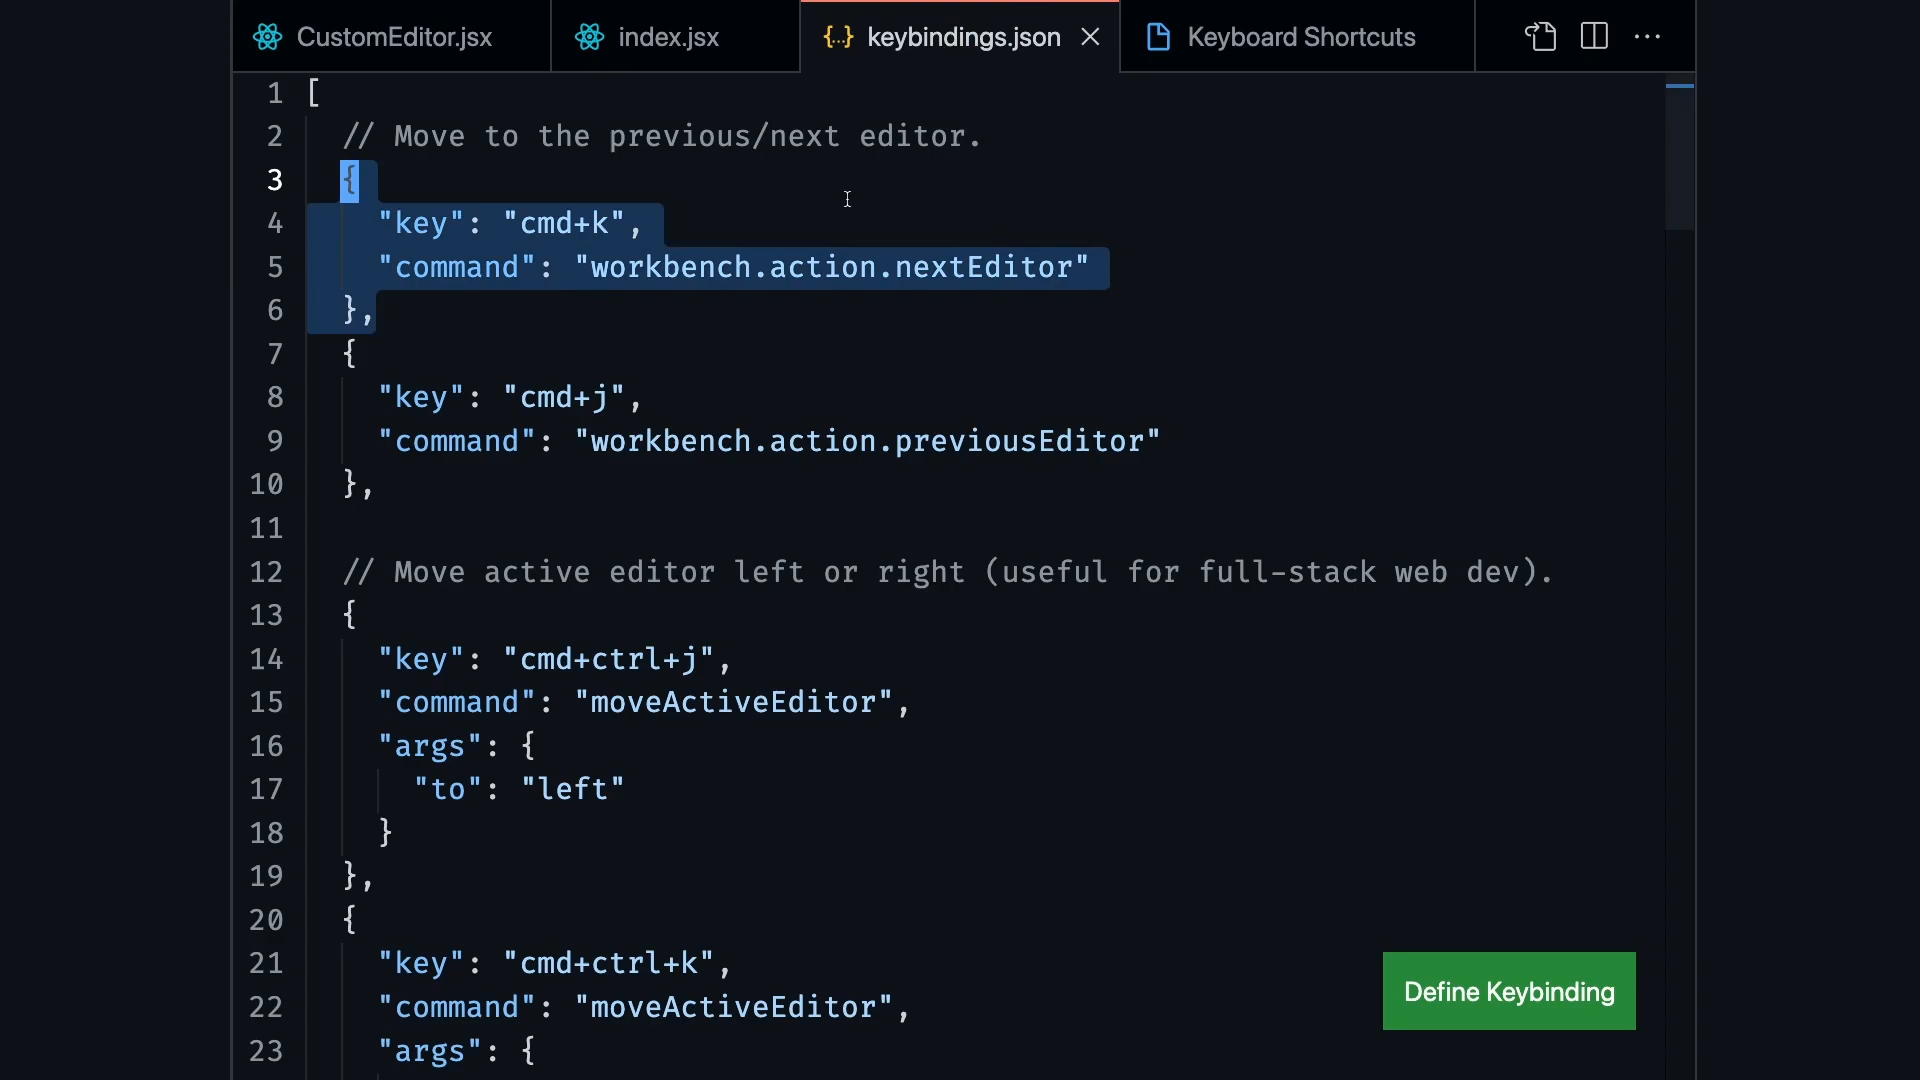 CustomEditor.jsx index.jsx {..} keybindings.json Keyboard Shortcuts
1 [
2 // Move to the previous/next editor.
3 {
4 "key": "cmd+k",
5 "command": "workbench.action.nextEditor"
6 },
7 {
8 "key": "cmd+j",
9 "command": "workbench.action.previousEditor"
10 },
11
12 // Move active editor left or right (useful for full-stack web dev).
13 {
14 "key": "cmd+ctrl+j",
15 "command": "moveActiveEditor",
16 "args": {
17 "to": "left"
18 }
19 },
20 {
21 "key": "cmd+ctrl+k",
22 "command": "moveActiveEditor",
23 "args": {
Define Keybinding